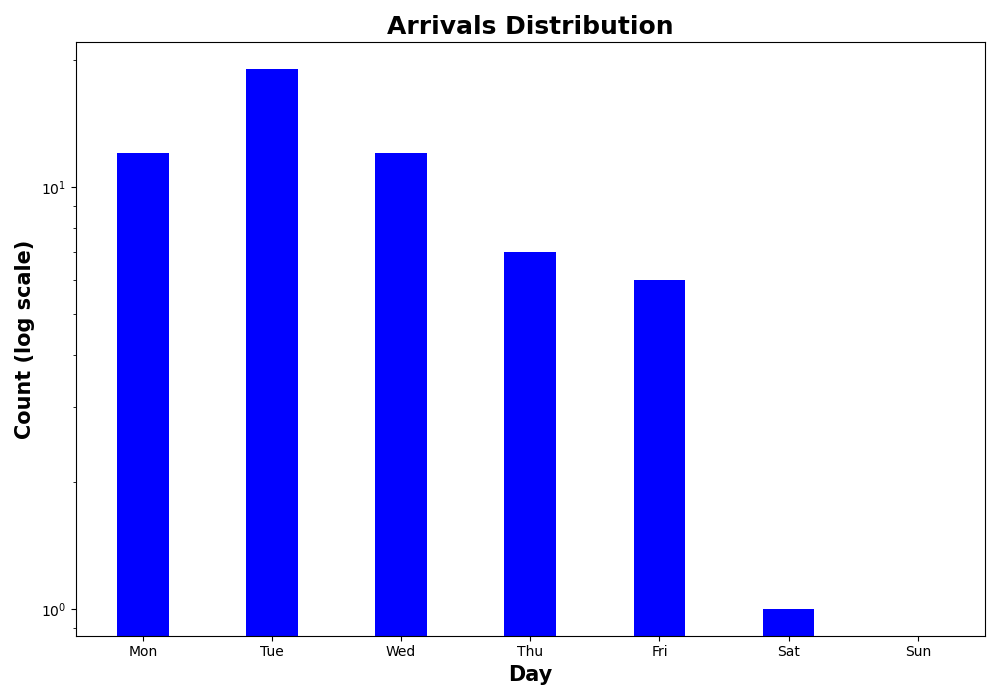 Arrivals Distribution
Count (log scale)
10¹
10⁰
Mon Tue Wed Thu Fri Sat Sun
Day